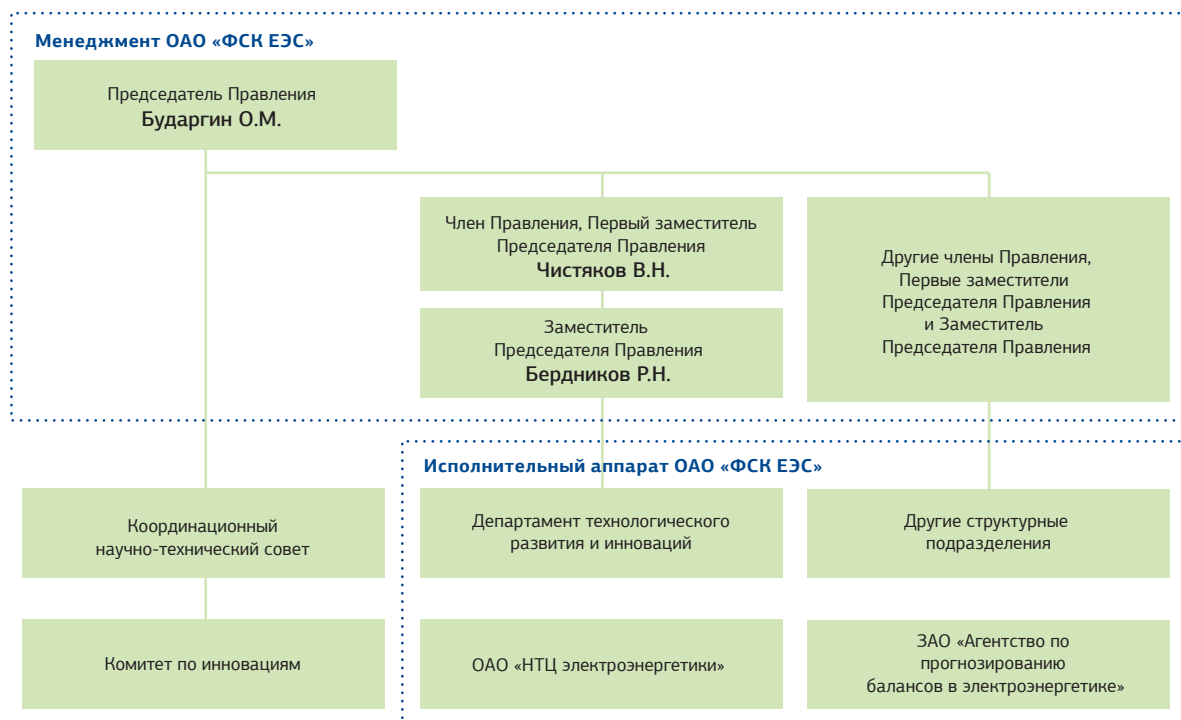 Менеджмент ОАО «ФСК ЕЭС»
Председатель Правления
Бударгин О.М.
Член Правления, Первый заместитель
Председателя Правления
Чистяков В.Н.
Заместитель
Председателя Правления
Бердников Р.Н.
Другие члены Правления,
Первые заместители
Председателя Правления
и Заместитель
Председателя Правления
Исполнительный аппарат ОАО «ФСК ЕЭС»
Координационный
научно-технический совет
Департамент технологического
развития и инноваций
Другие структурные
подразделения
Комитет по инновациям
ОАО «НТЦ электроэнергетики»
ЗАО «Агентство по
прогнозированию
балансов в электроэнергетике»